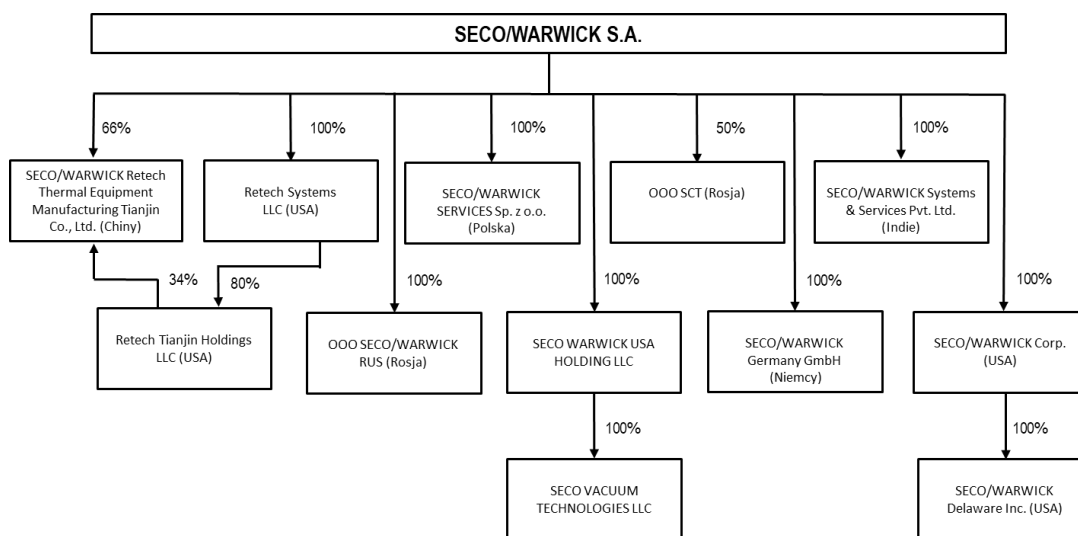 SECO/WARWICK S.A.
66%
100%
100%
50%
100%
SECO/WARWICK Retech
Thermal Equipment
Manufacturing Tianjin
Co., Ltd. (Chiny)
Retech Systems
LLC (USA)
SECO/WARWICK
SERVICES Sp. z o.o.
(Polska)
OOO SCT (Rosja)
SECO/WARWICK Systems
& Services Pvt. Ltd.
(Indie)
34%
80%
100%
100%
100%
100%
Retech Tianjin Holdings
LLC (USA)
OOO SECO/WARWICK
RUS (Rosja)
SECO WARWICK USA
HOLDING LLC
SECO/WARWICK
Germany GmbH
(Niemcy)
SECO/WARWICK Corp.
(USA)
100%
100%
SECO VACUUM
TECHNOLOGIES LLC
SECO/WARWICK
Delaware Inc. (USA)